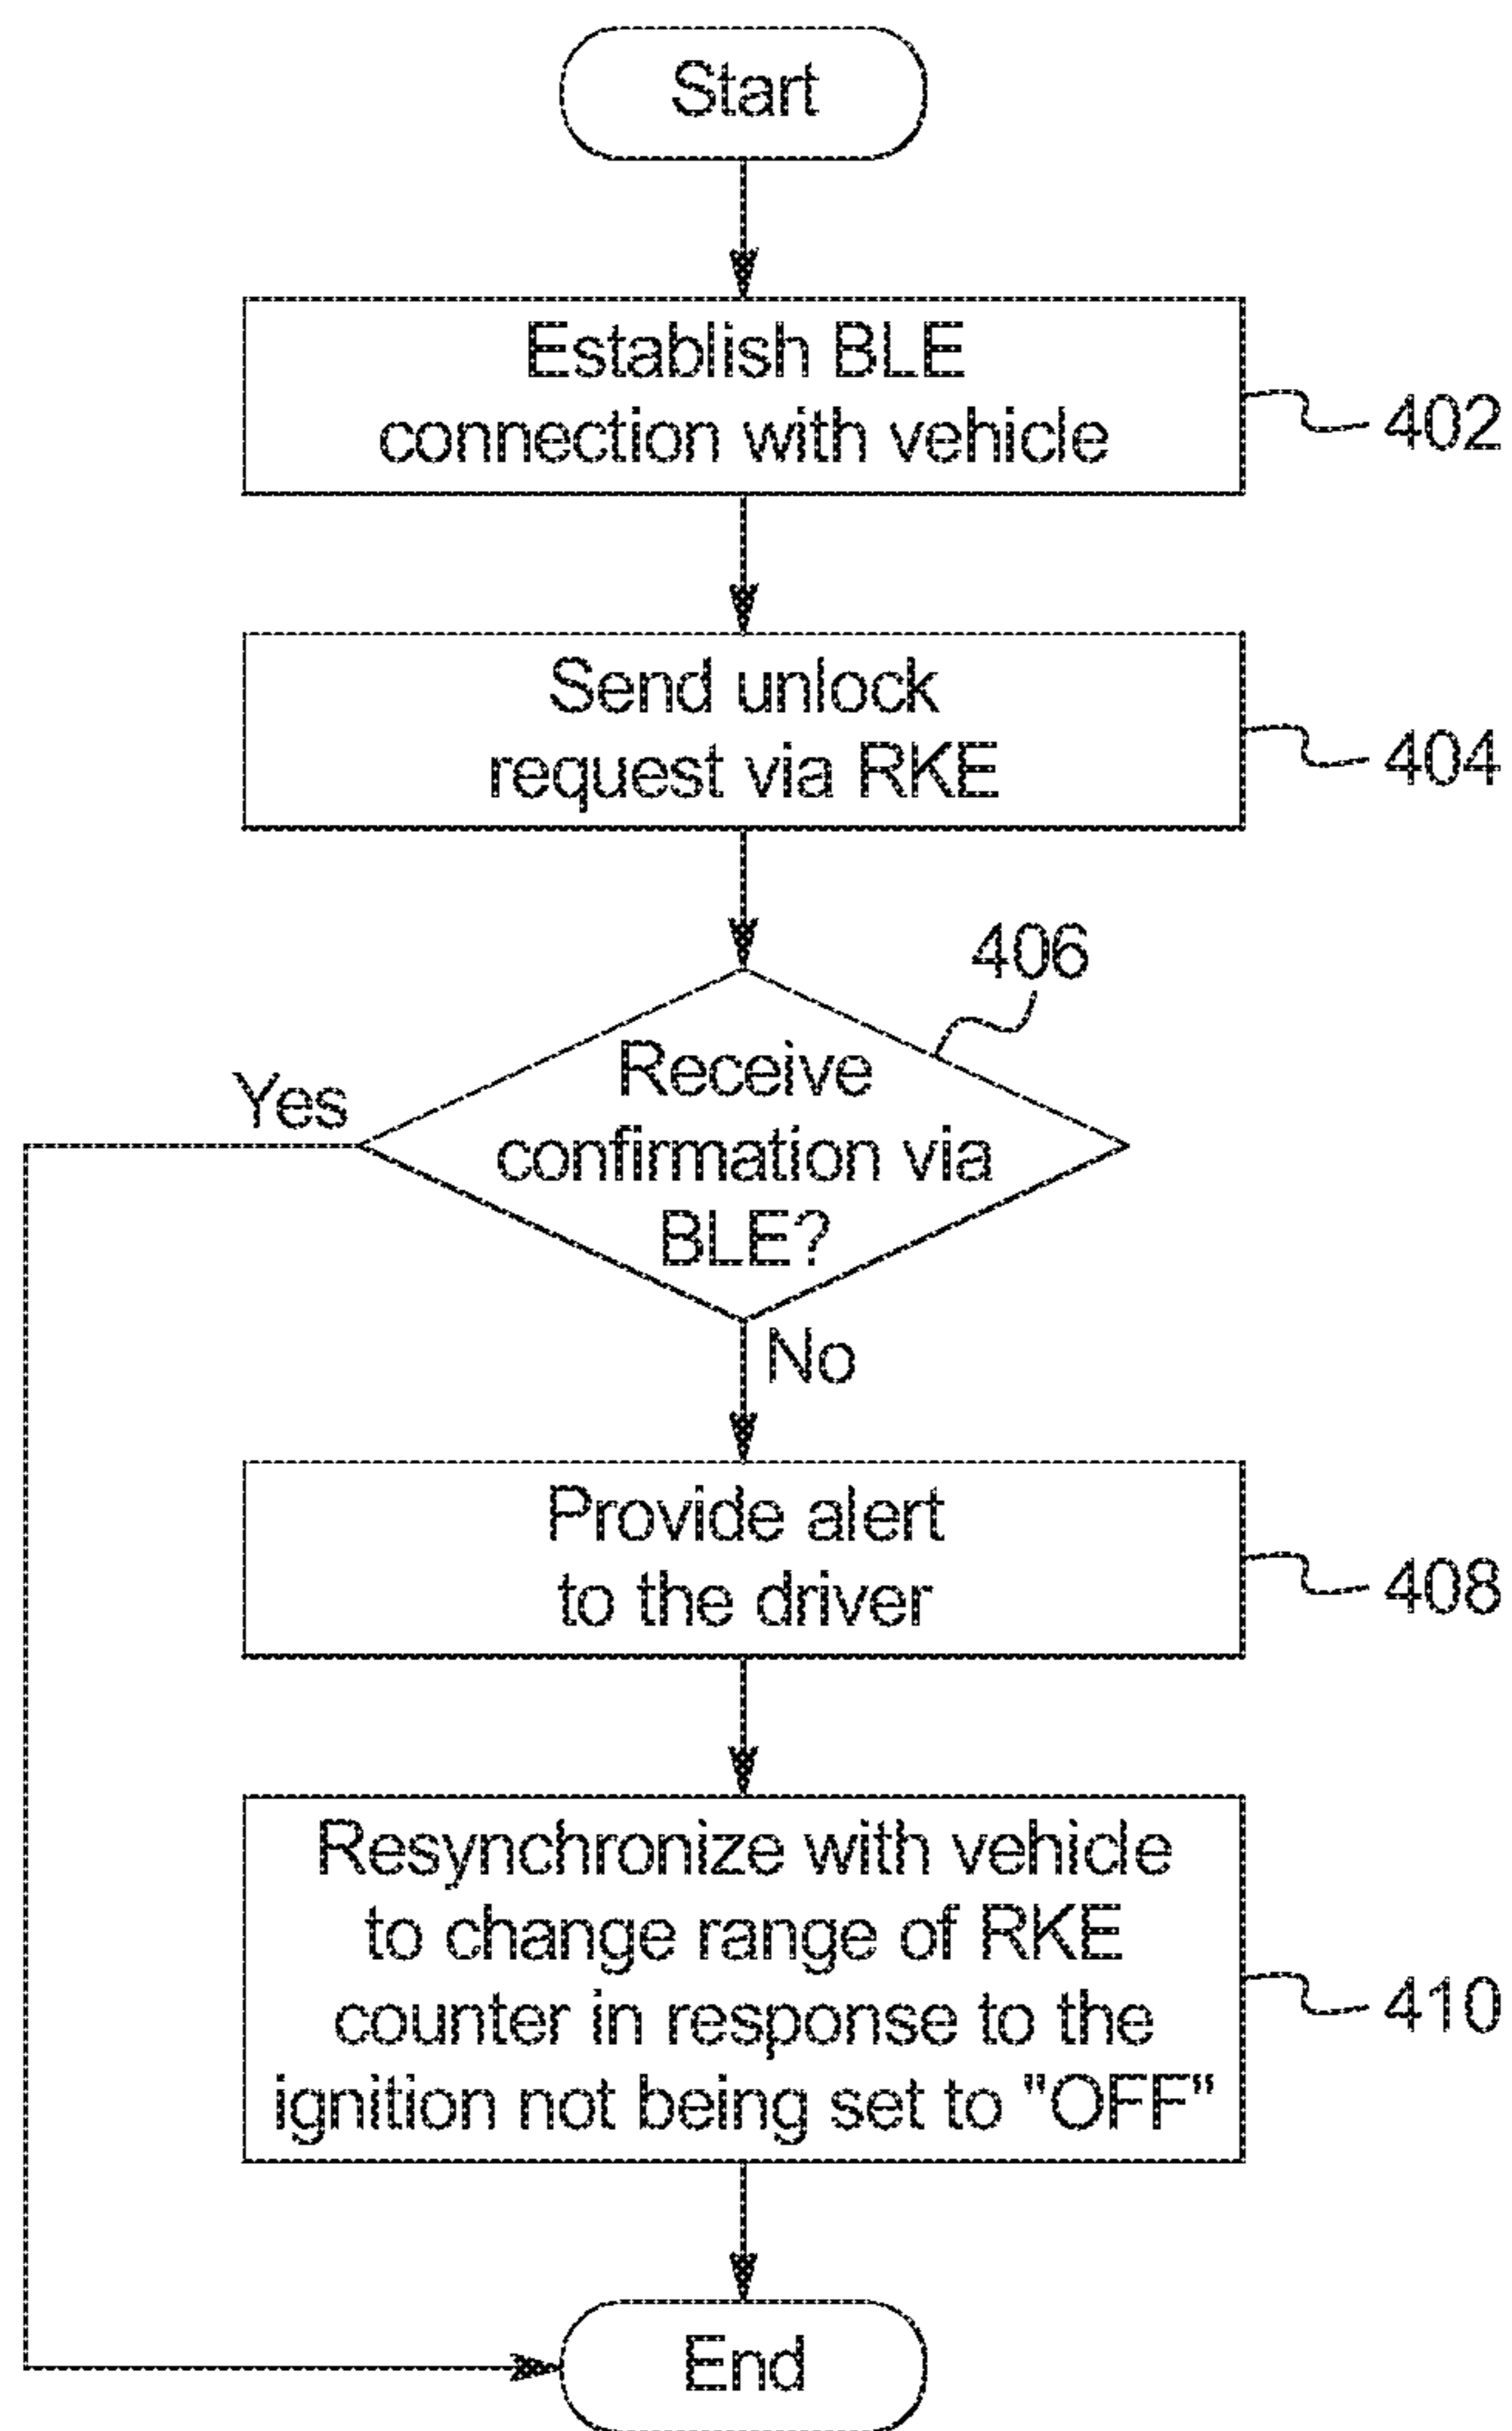 Start
Establish BLE
connection with vehicle
402
Send unlock
request via RKE
404
406
Receive
confirmation via
BLE?
Yes
No
Provide alert
to the driver
408
Resynchronize with vehicle
to change range of RKE
counter in response to the
ignition not being set to "OFF"
410
End